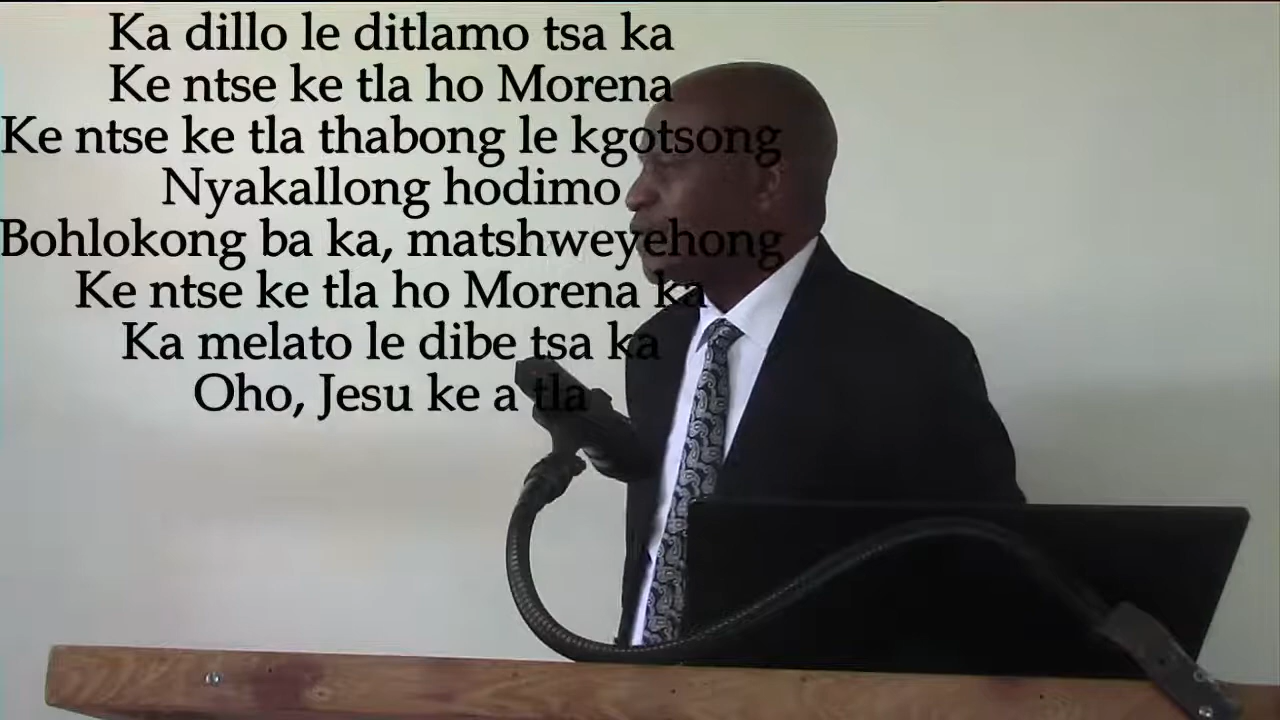 Ka dillo le ditlamo tsa ka
Ke ntse ke tla ho Morena
Ke ntse ke tla thabong le kgotsong
Nyakallong hodimo
Bohlokong ba ka, matshweyehong
Ke ntse ke tla ho Morena ka
Ka melato le dibe tsa ka
Oho, Jesu ke a tla